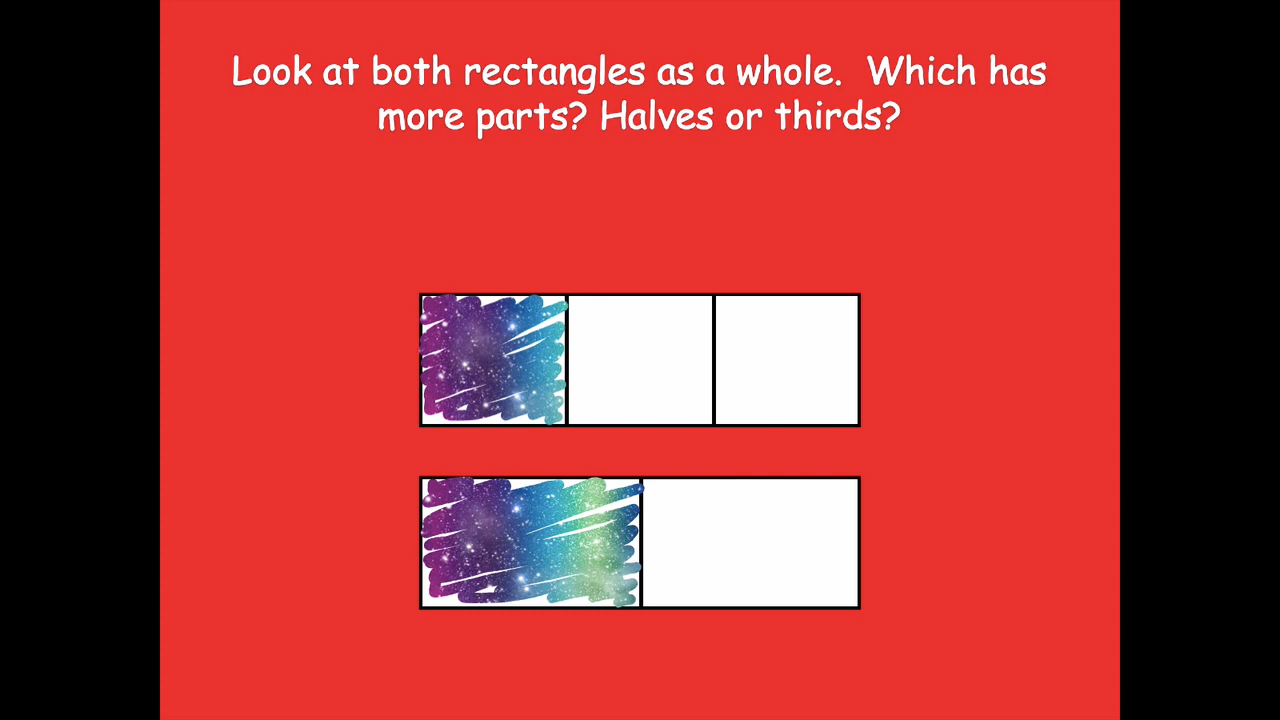 Look at both rectangles as a whole.  Which has
more parts? Halves or thirds?